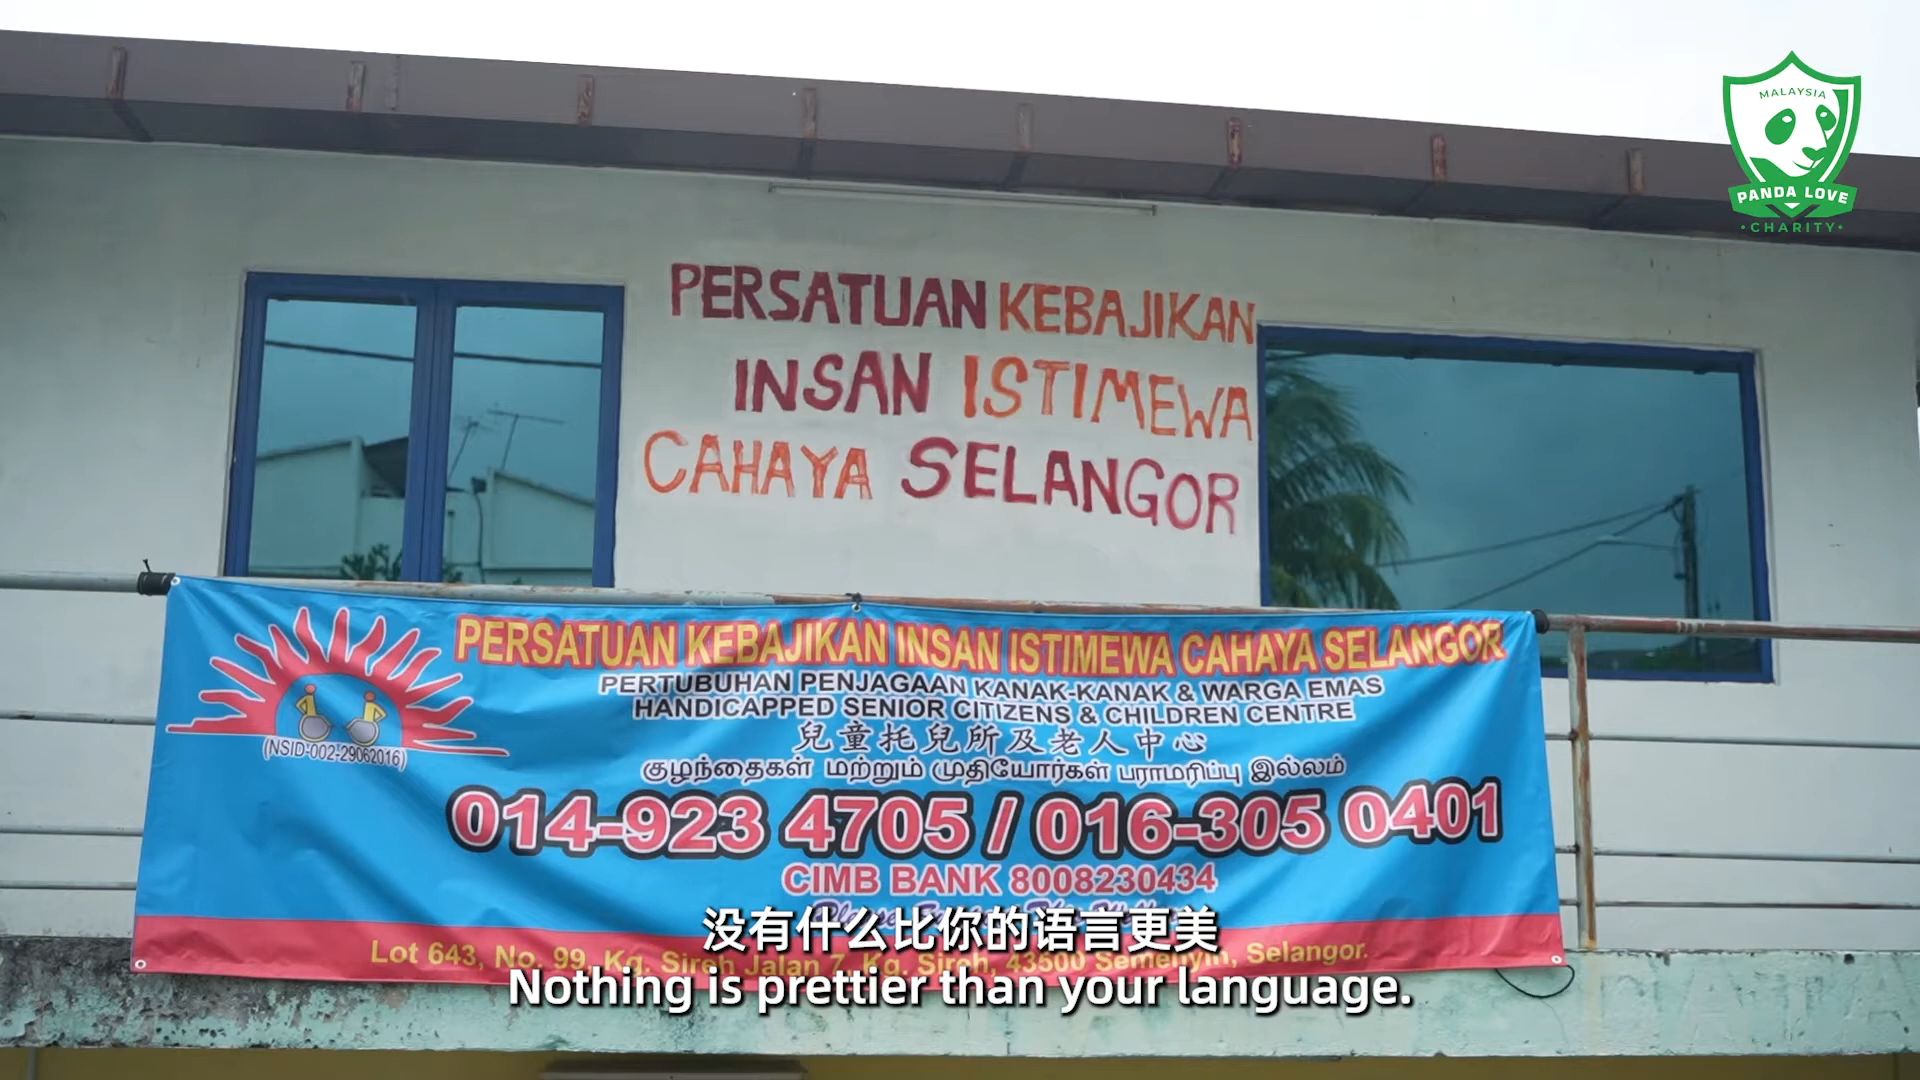 MALAYSIA
PANDA LOVE
•CHARITY•
PERSATUAN KEBAJIKAN
INSAN ISTIMEWA
CAHAYA SELANGOR
PERSATUAN KEBAJIKAN INSAN ISTIMEWA CAHAYA SELANGOR
PERTUBUHAN PENJAGAAN KANAK-KANAK & WARGA EMAS
HANDICAPPED SENIOR CITIZENS & CHILDREN CENTRE
(NSID-002-29062016)
兒童托兒所及老人中心
குழந்தைகள் மற்றும் முதியோர்கள் பராமரிப்பு இல்லம்
014-923 4705 / 016-305 0401
CIMB BANK 8008230434
没有什么比你的语言更美
Lot 643, No. 99, Kg. Sireh Jalan 7, Kg. Sireh, 43500 Semenyih, Selangor.
Nothing is prettier than your language.